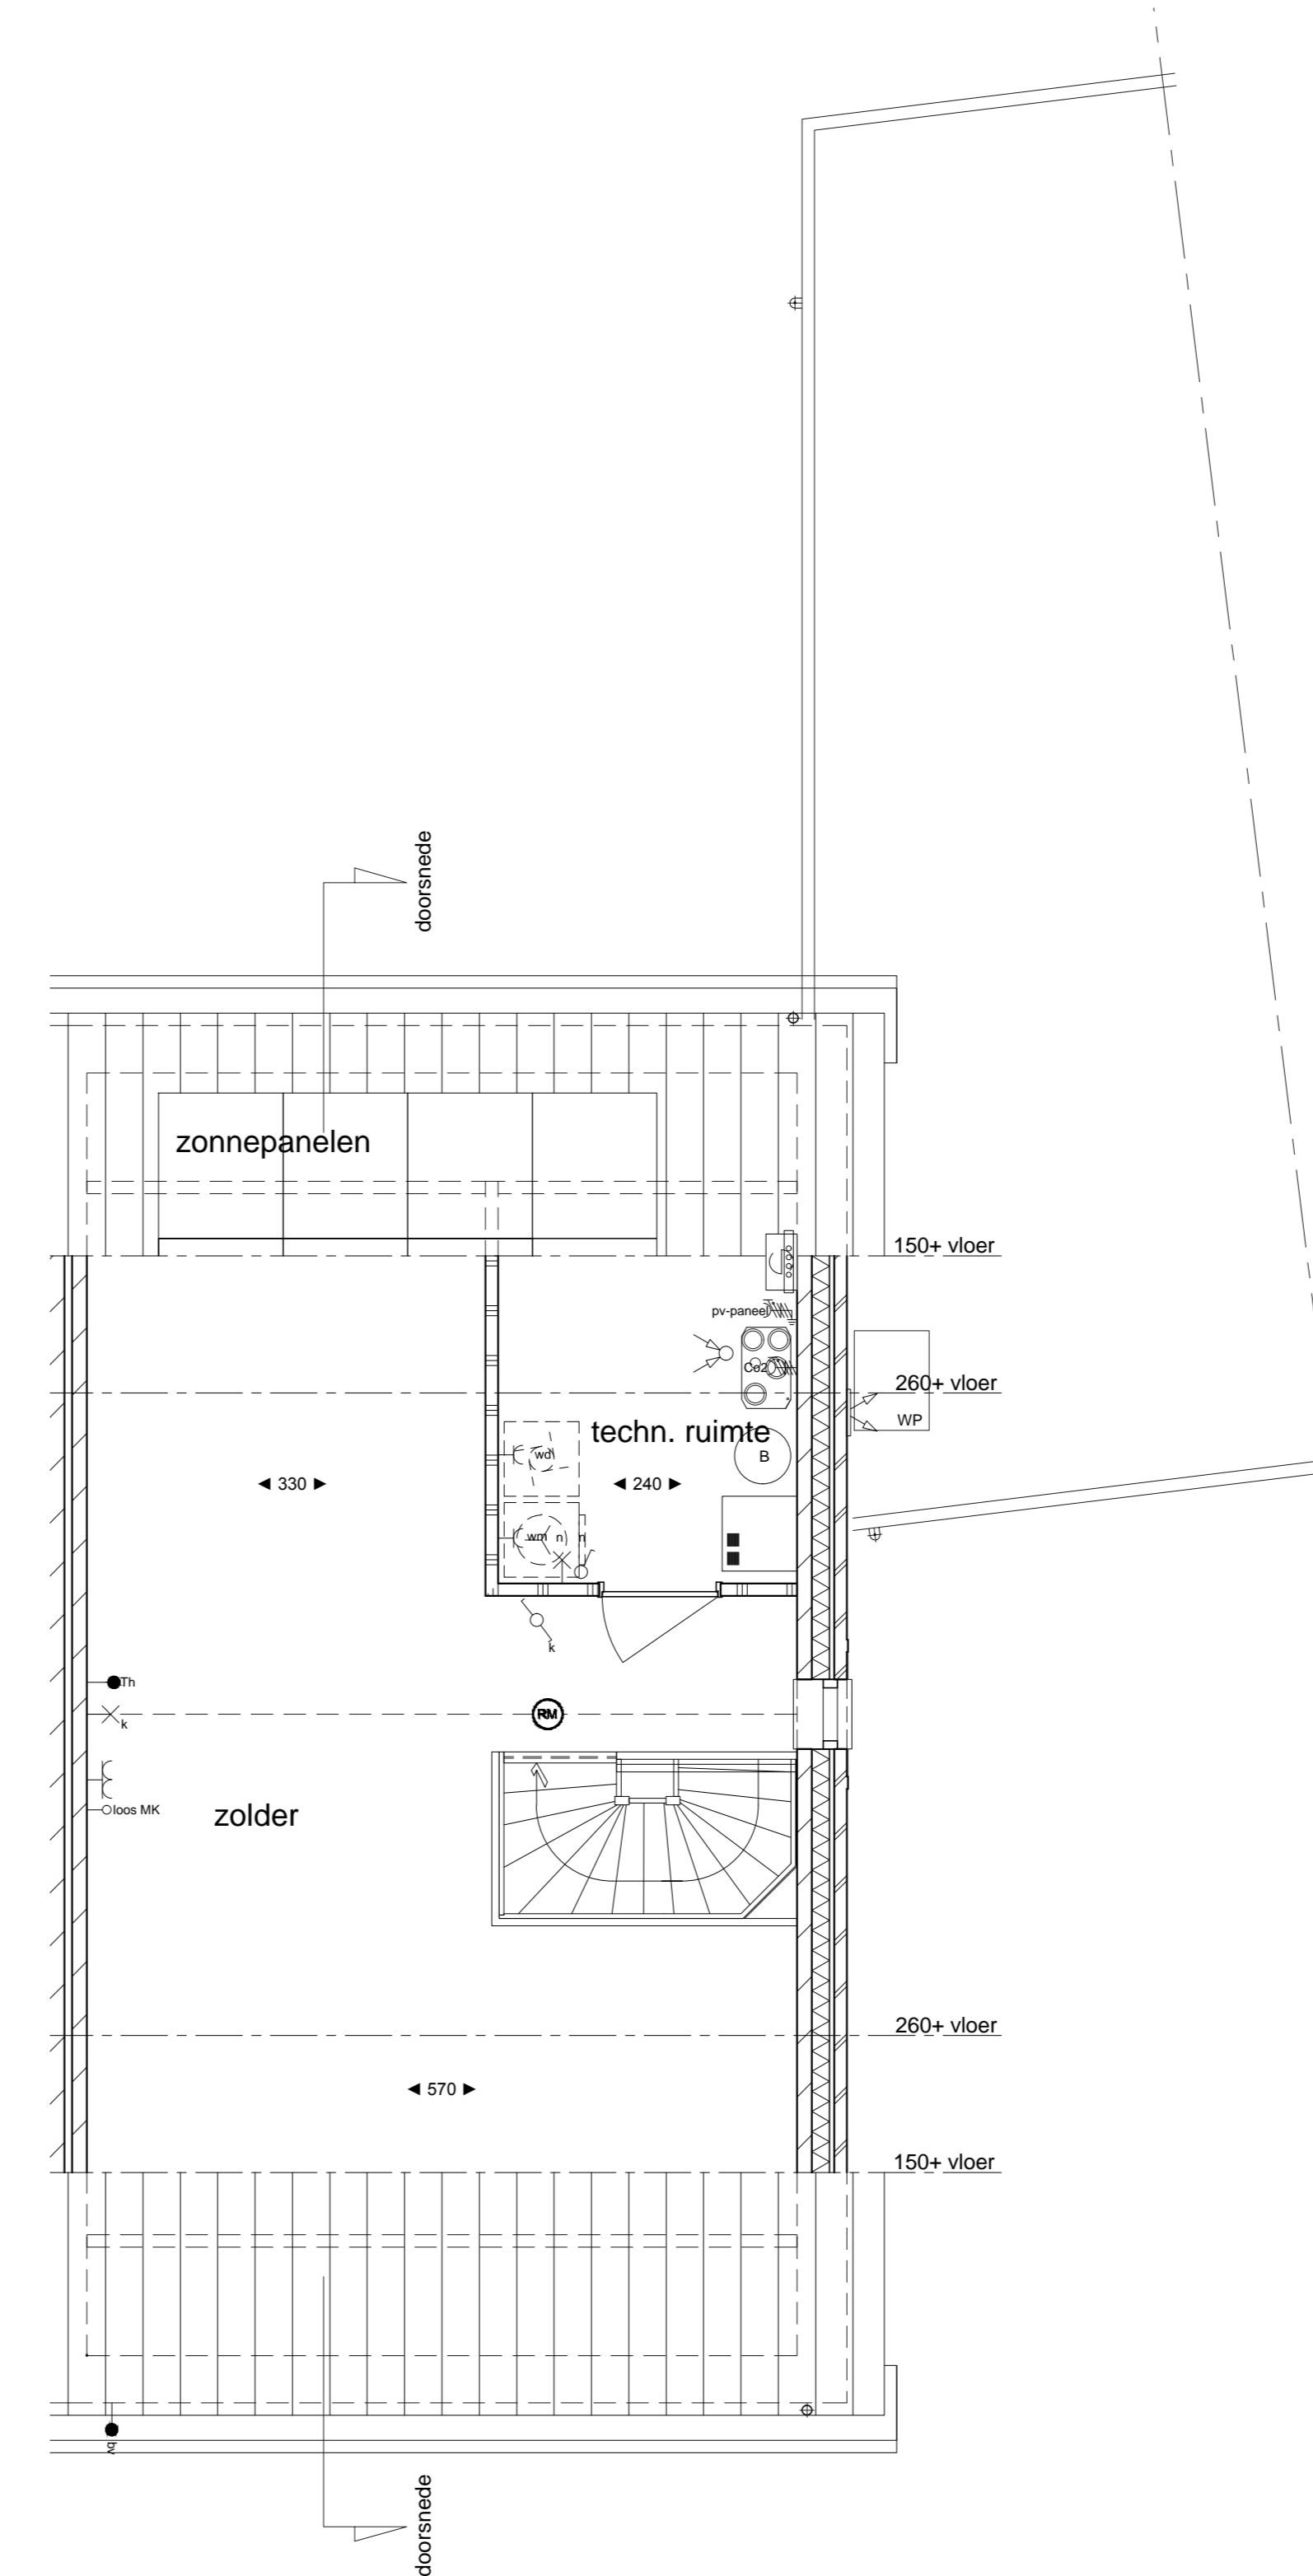 doorsnede
zonnepanelen
150+ vloer
pv-paneel
Co2
260+ vloer
WP
techn. ruimte
wd
B
◄ 330 ►
◄ 240 ►
wm
n
n
k
Th
k
RM
loos MK
zolder
260+ vloer
◄ 570 ►
150+ vloer
bv
doorsnede